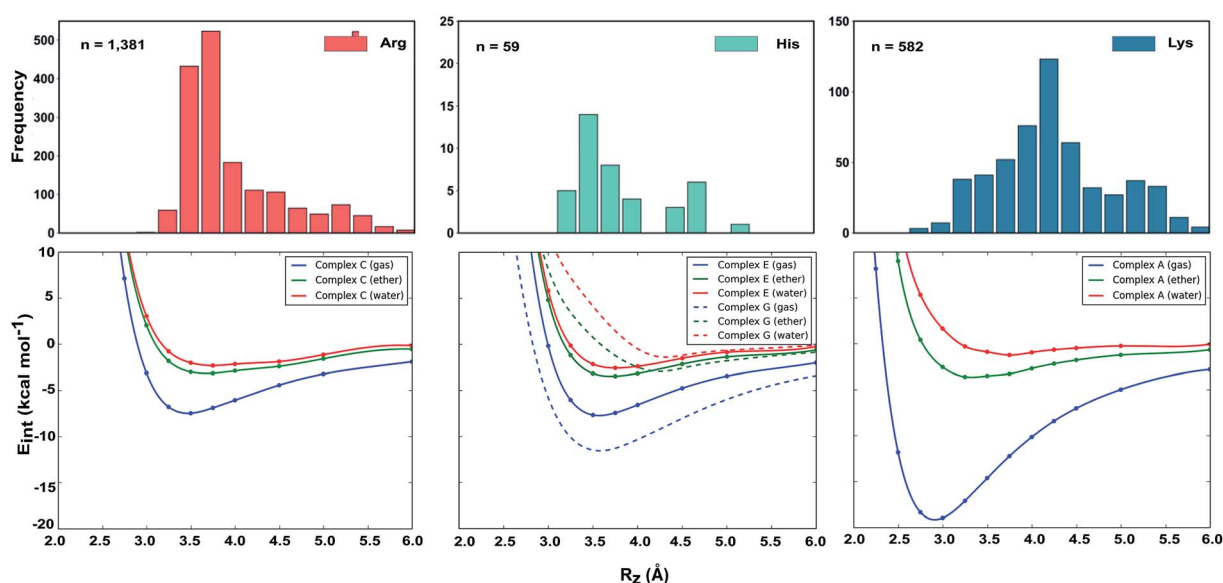 n = 1,381
Arg
n = 59
His
n = 582
Lys
Frequency
500
400
300
200
100
0
25
20
15
10
5
0
150
100
50
0
Complex C (gas)
Complex C (ether)
Complex C (water)
Complex E (gas)
Complex E (ether)
Complex E (water)
Complex G (gas)
Complex G (ether)
Complex G (water)
Complex A (gas)
Complex A (ether)
Complex A (water)
Eint (kcal mol⁻¹)
10
5
0
-5
-10
-15
-20
2.0 2.5 3.0 3.5 4.0 4.5 5.0 5.5 6.0
2.0 2.5 3.0 3.5 4.0 4.5 5.0 5.5 6.0
2.0 2.5 3.0 3.5 4.0 4.5 5.0 5.5 6.0
Rz (Å)